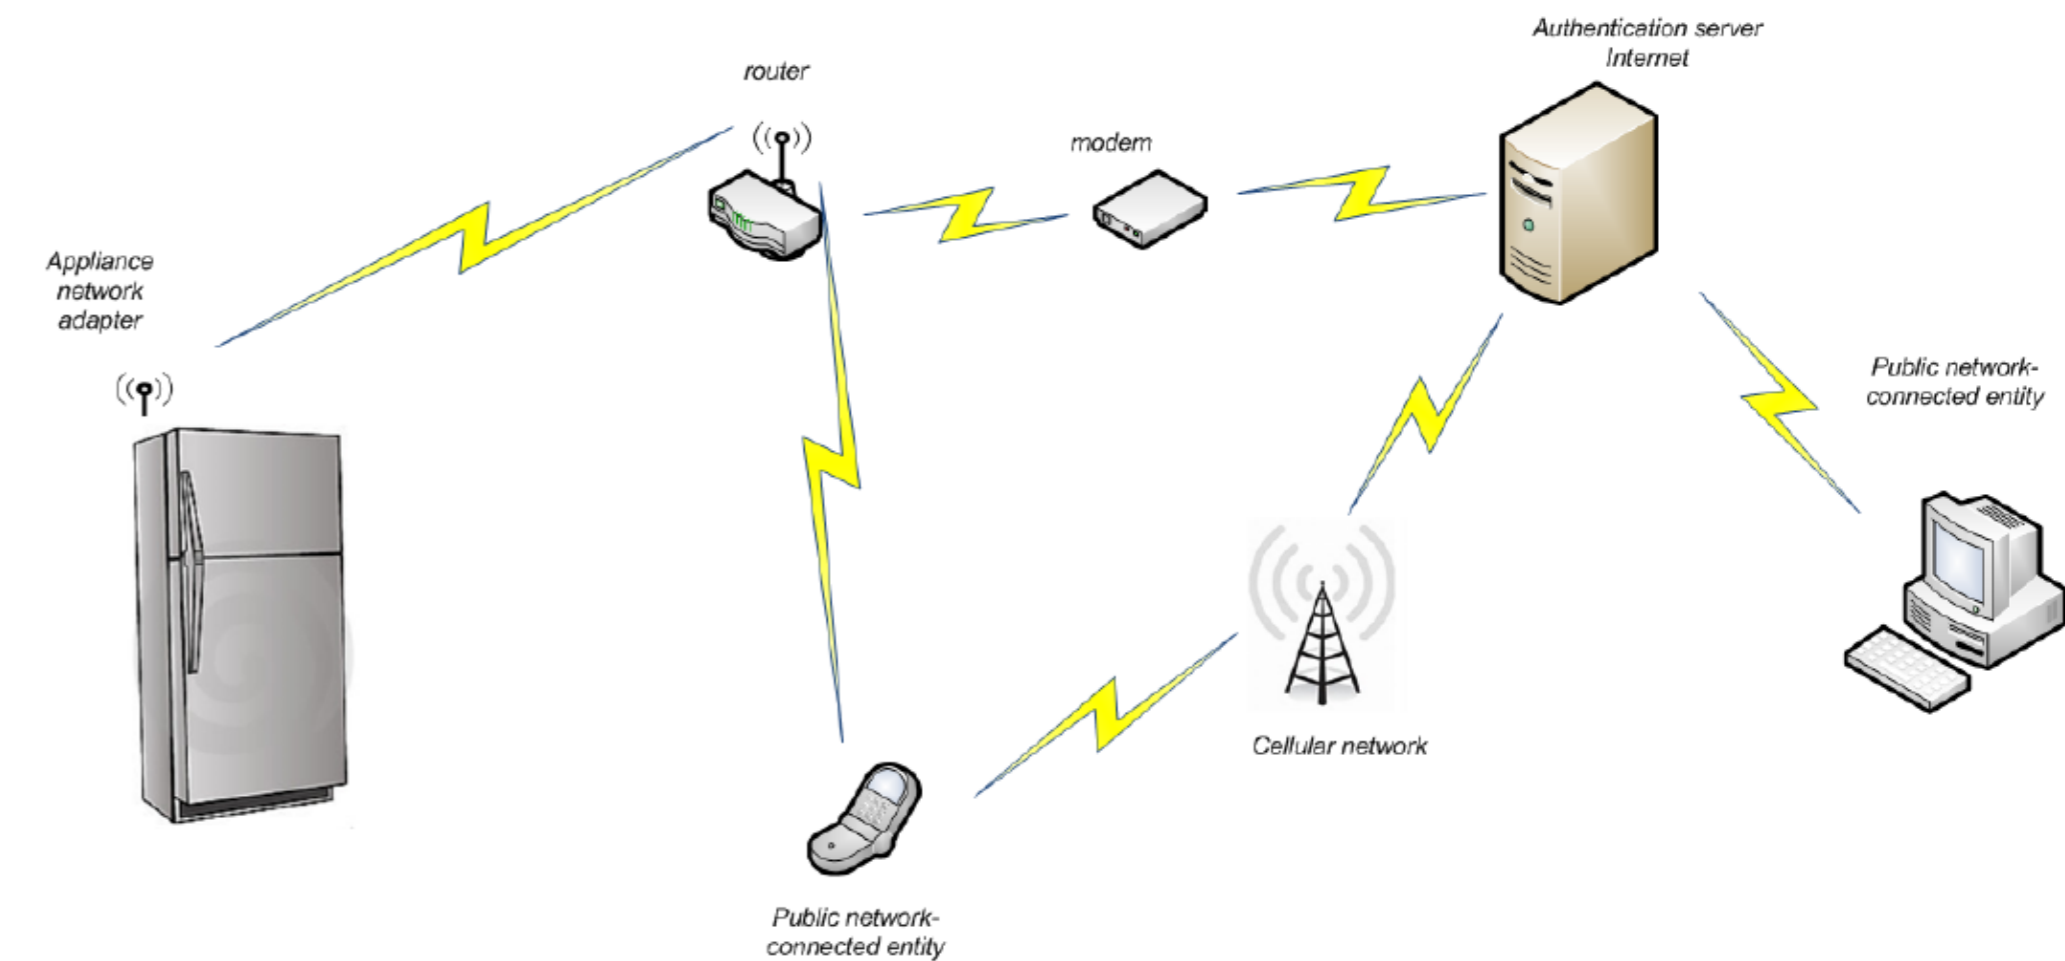 Authentication server
Internet
router
modem
Appliance
network
adapter
Public network-
connected entity
Cellular network
Public network-
connected entity